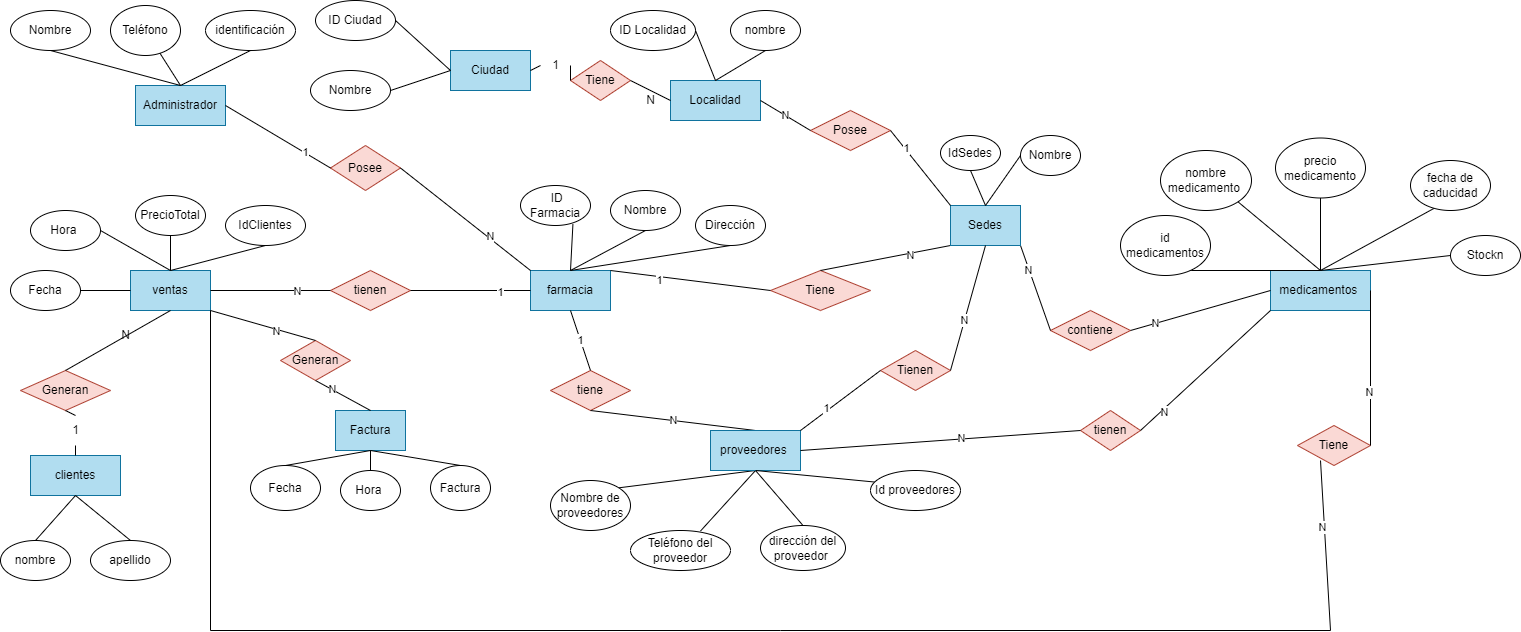 Nombre
Teléfono
identificación
ID Ciudad
Nombre
Ciudad
1
Tiene
N
ID Localidad
nombre
Localidad
Administrador
N
Posee
1
1
Posee
N
IdSedes
Nombre
Sedes
nombre
medicamento
precio
medicamento
fecha de
caducidad
id
medicamentos
Stockn
medicamentos
Hora
PrecioTotal
IdClientes
Fecha
ventas
N
tienen
1
ID
Farmacia
Nombre
Dirección
farmacia
1
Tiene
N
N
contiene
N
N
Generan
1
clientes
nombre
apellido
N
Generan
N
Factura
Fecha
Hora
Factura
1
tiene
N
N
Tienen
1
proveedores
N
tienen
N
N
Tiene
N
Nombre de
proveedores
Teléfono del
proveedor
dirección del
proveedor
Id proveedores